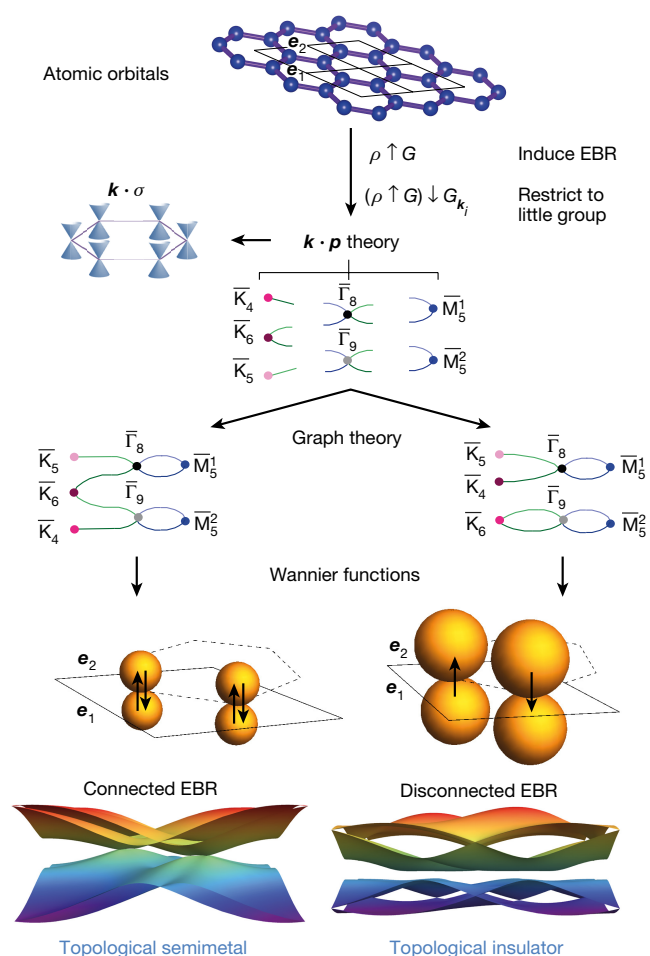 e₂
e₁
Atomic orbitals
ρ ↑ G
Induce EBR
(ρ ↑ G) ↓ G_{k_i}
Restrict to
little group
k · σ
k · p theory
K̅₄
Γ̅₈
M̅₅¹
K̅₆
Γ̅₉
K̅₅
M̅₅²
Graph theory
K̅₅
Γ̅₈
M̅₅¹
K̅₆
Γ̅₉
K̅₄
M̅₅²
K̅₅
Γ̅₈
M̅₅¹
K̅₄
Γ̅₉
K̅₆
M̅₅²
Wannier functions
e₂
e₁
e₂
e₁
Connected EBR
Disconnected EBR
Topological semimetal
Topological insulator